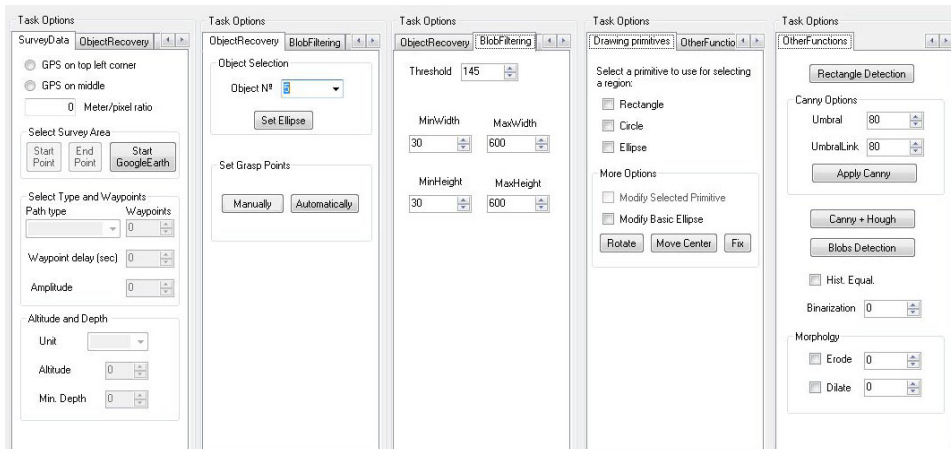 Task Options
SurveyData ObjectRecovery
GPS on top left corner
GPS on middle
0 Meter/pixel ratio
Select Survey Area
Start Point
End Point
Start GoogleEarth
Select Type and Waypoints
Path type Waypoints
0
Waypoint delay (sec) 0
Amplitude 0
Altitude and Depth
Unit
Altitude 0
Min. Depth 0
Task Options
ObjectRecovery BlobFiltering
Object Selection
Object Nº 5
Set Ellipse
Set Grasp Points
Manually Automatically
Task Options
ObjectRecovery BlobFiltering
Threshold 145
MinWidth MaxWidth
30 600
MinHeight MaxHeight
30 600
Task Options
Drawing primitives OtherFunctio
Select a primitive to use for selecting
a region:
Rectangle
Circle
Ellipse
More Options
Modify Selected Primitive
Modify Basic Ellipse
Rotate Move Center Fix
Task Options
OtherFunctions
Rectangle Detection
Canny Options
Umbral 80
UmbralLink 80
Apply Canny
Canny + Hough
Blobs Detection
Hist. Equal.
Binarization 0
Morpholgy
Erode 0
Dilate 0